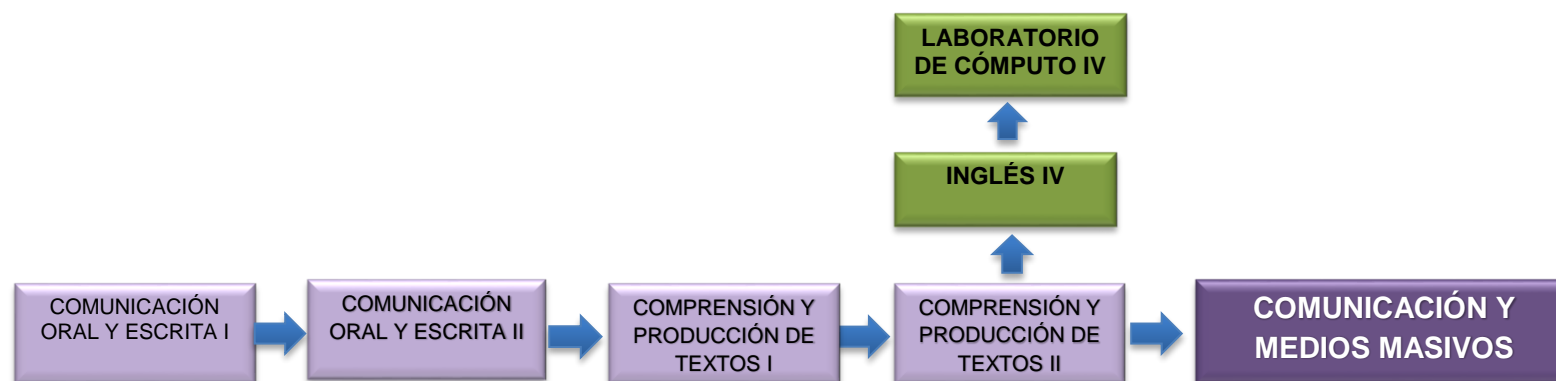 LABORATORIO
DE CÓMPUTO IV
INGLÉS IV
COMUNICACIÓN
ORAL Y ESCRITA I
COMUNICACIÓN
ORAL Y ESCRITA II
COMPRENSIÓN Y
PRODUCCIÓN DE
TEXTOS I
COMPRENSIÓN Y
PRODUCCIÓN DE
TEXTOS II
COMUNICACIÓN Y
MEDIOS MASIVOS